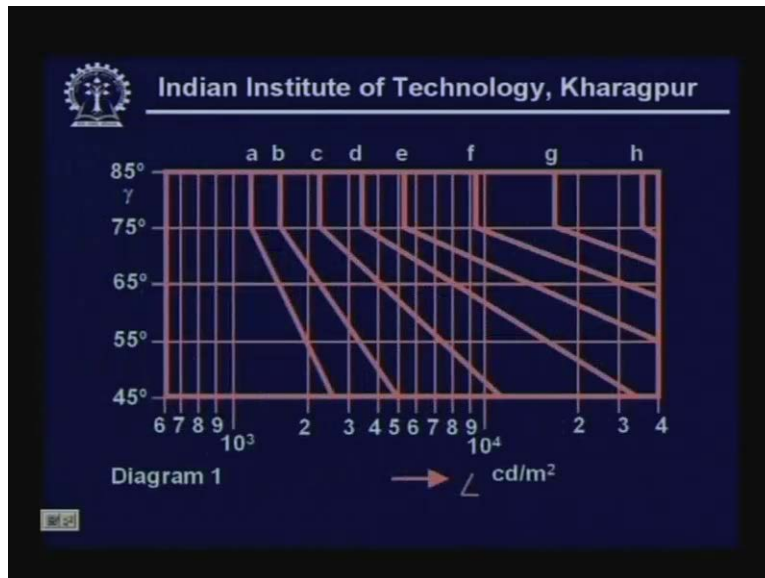 Indian Institute of Technology, Kharagpur
a b c d e f g h
85°
γ
75°
65°
55°
45°
6 7 8 9 10³ 2 3 4 5 6 7 8 9 10⁴ 2 3 4
Diagram 1 → L cd/m²